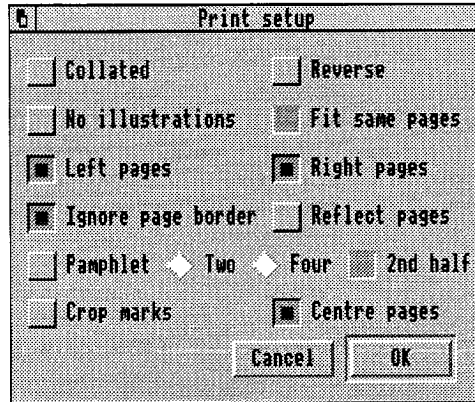 Print setup
Collated Reverse
No illustrations Fit same pages
Left pages Right pages
Ignore page border Reflect pages
Pamphlet Two Four 2nd half
Crop marks Centre pages
Cancel OK